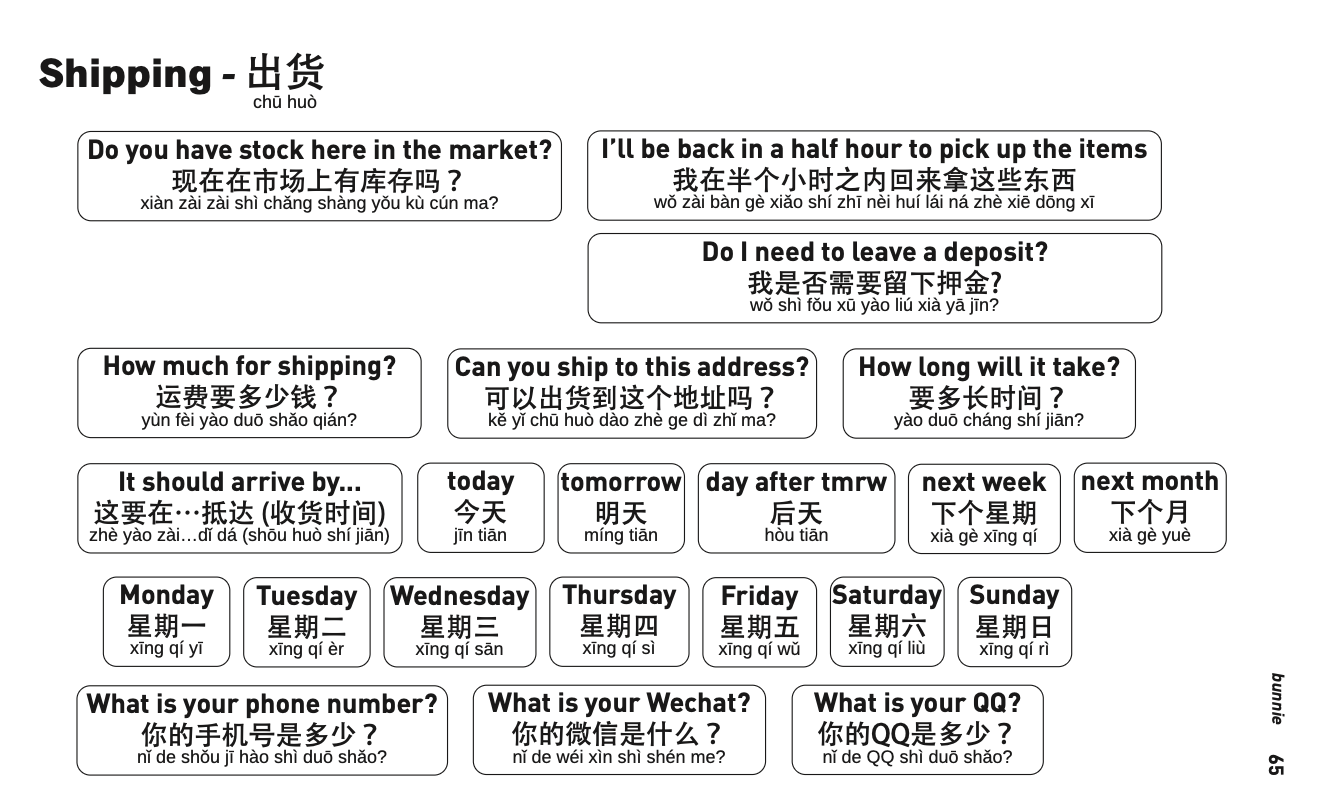 Shipping - 出货
chū huò
Do you have stock here in the market?
现在在市场上有库存吗？
xiàn zài zài shì chǎng shàng yǒu kù cún ma?
I’ll be back in a half hour to pick up the items
我在半个小时之内回来拿这些东西
wǒ zài bàn gè xiǎo shí zhī nèi huí lái ná zhè xiē dōng xī
Do I need to leave a deposit?
我是否需要留下押金?
wǒ shì fǒu xū yào liú xià yā jīn?
How much for shipping?
运费要多少钱？
yùn fèi yào duō shǎo qián?
Can you ship to this address?
可以出货到这个地址吗？
kě yǐ chū huò dào zhè ge dì zhǐ ma?
How long will it take?
要多长时间？
yào duō cháng shí jiān?
It should arrive by...
这要在…抵达 (收货时间)
zhè yào zài…dǐ dá (shōu huò shí jiān)
today
今天
jīn tiān
tomorrow
明天
míng tiān
day after tmrw
后天
hòu tiān
next week
下个星期
xià gè xīng qí
next month
下个月
xià gè yuè
Monday
星期一
xīng qí yī
Tuesday
星期二
xīng qí èr
Wednesday
星期三
xīng qí sān
Thursday
星期四
xīng qí sì
Friday
星期五
xīng qí wǔ
Saturday
星期六
xīng qí liù
Sunday
星期日
xīng qí rì
What is your phone number?
你的手机号是多少？
nǐ de shǒu jī hào shì duō shǎo?
What is your Wechat?
你的微信是什么？
nǐ de wéi xìn shì shén me?
What is your QQ?
你的QQ是多少？
nǐ de QQ shì duō shǎo?
bunnie 65